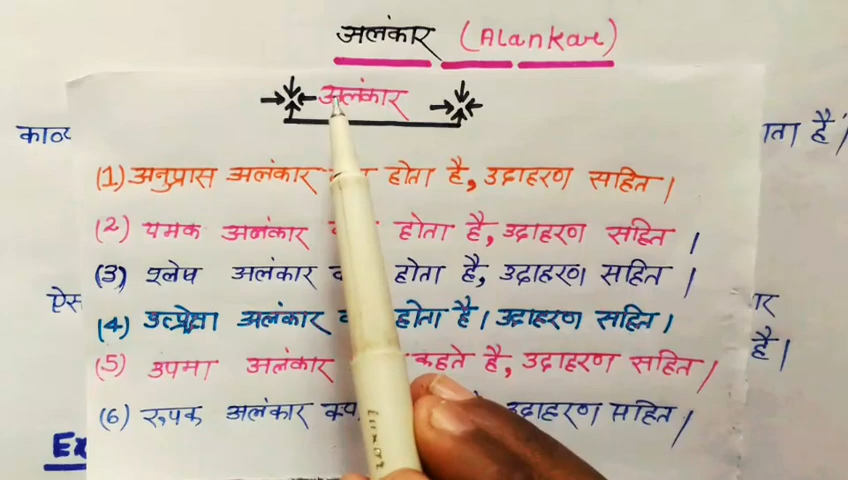 अलंकार (Alankar)
अलंकार
काव्य ाता है।
(1) अनुप्रास अलंकार होता है, उदाहरण सहित।
(2) यमक अलंकार होता है, उदाहरण सहित।
(3) श्लेष अलंकार होता है, उदाहरण सहित।
ऐस ार
(4) उत्प्रेक्षा अलंकार होता है। उदाहरण सहित।
है।
(5) उपमा अलंकार कहते है, उदाहरण सहित।
(6) रूपक अलंकार क्य उदाहरण सहित।
Ex
Luxor